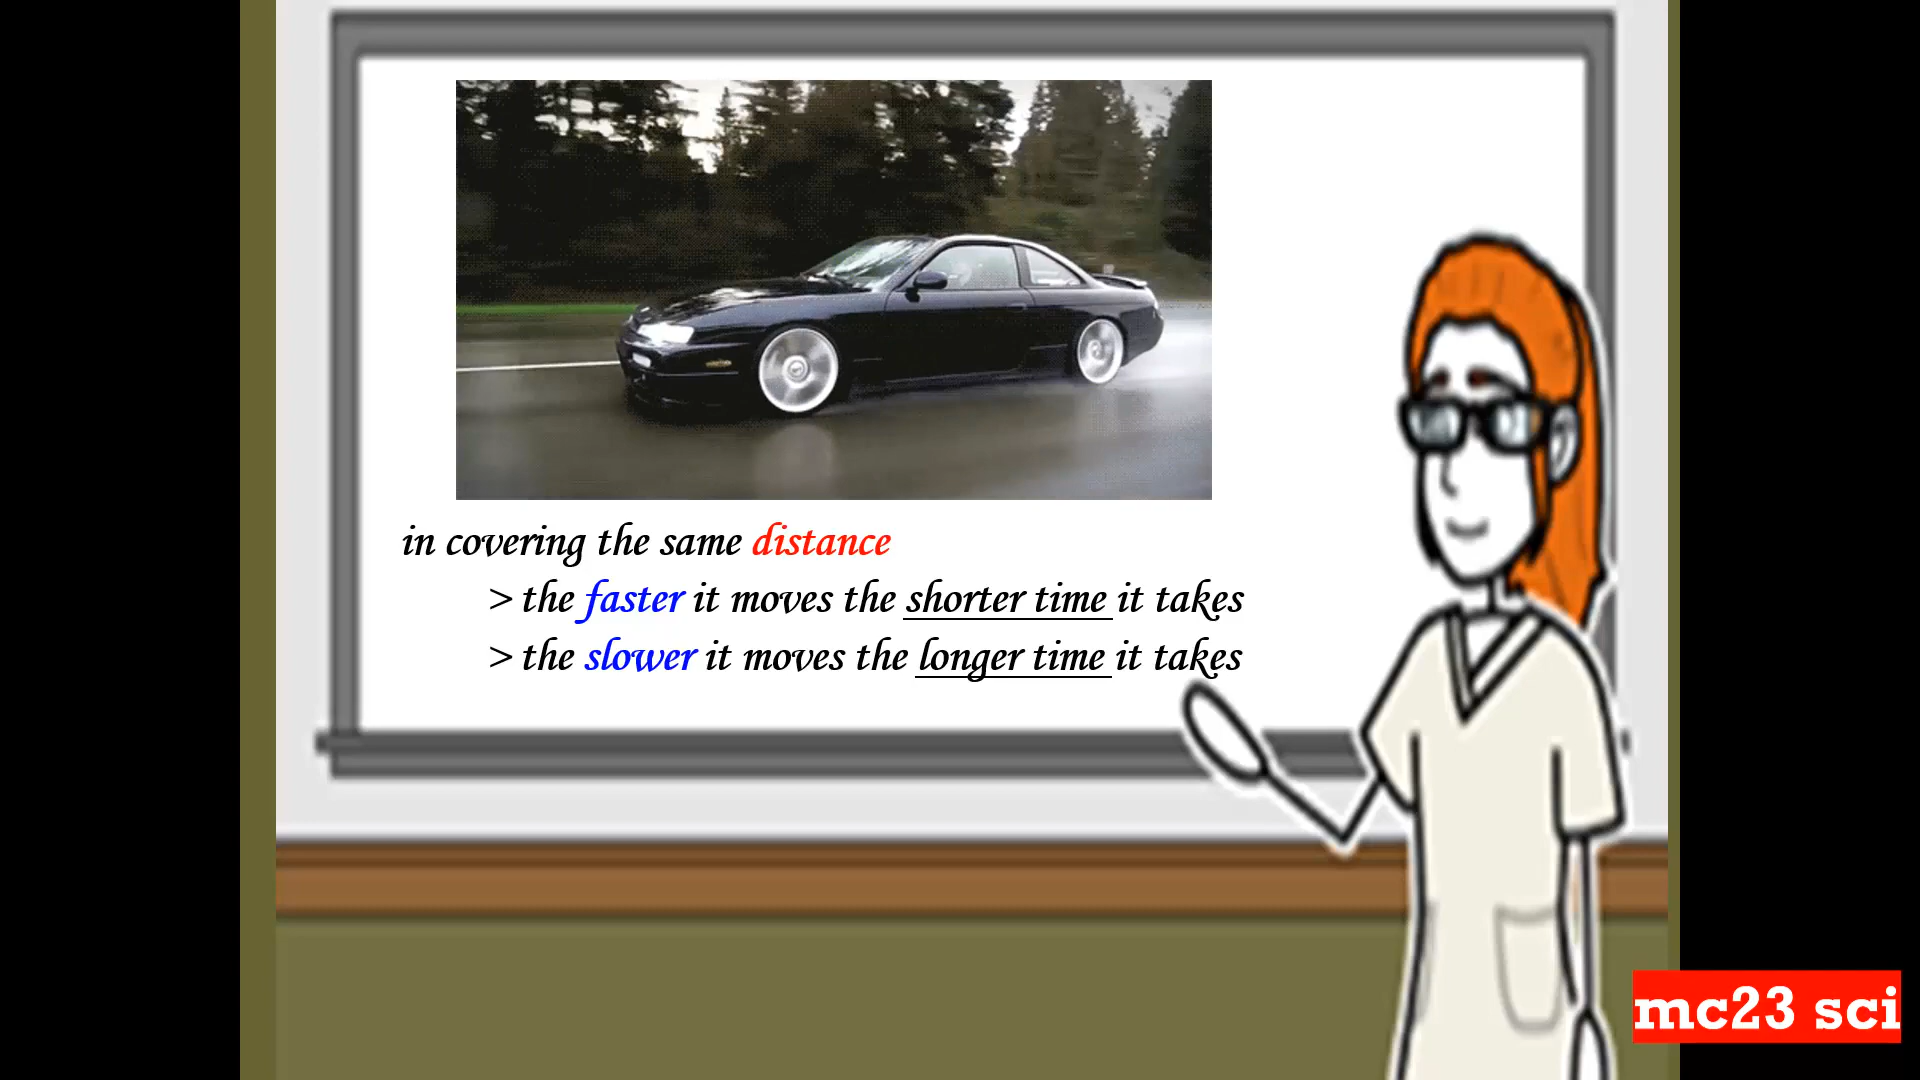 in covering the same distance
> the faster it moves the shorter time it takes
> the slower it moves the longer time it takes
mc23 sci